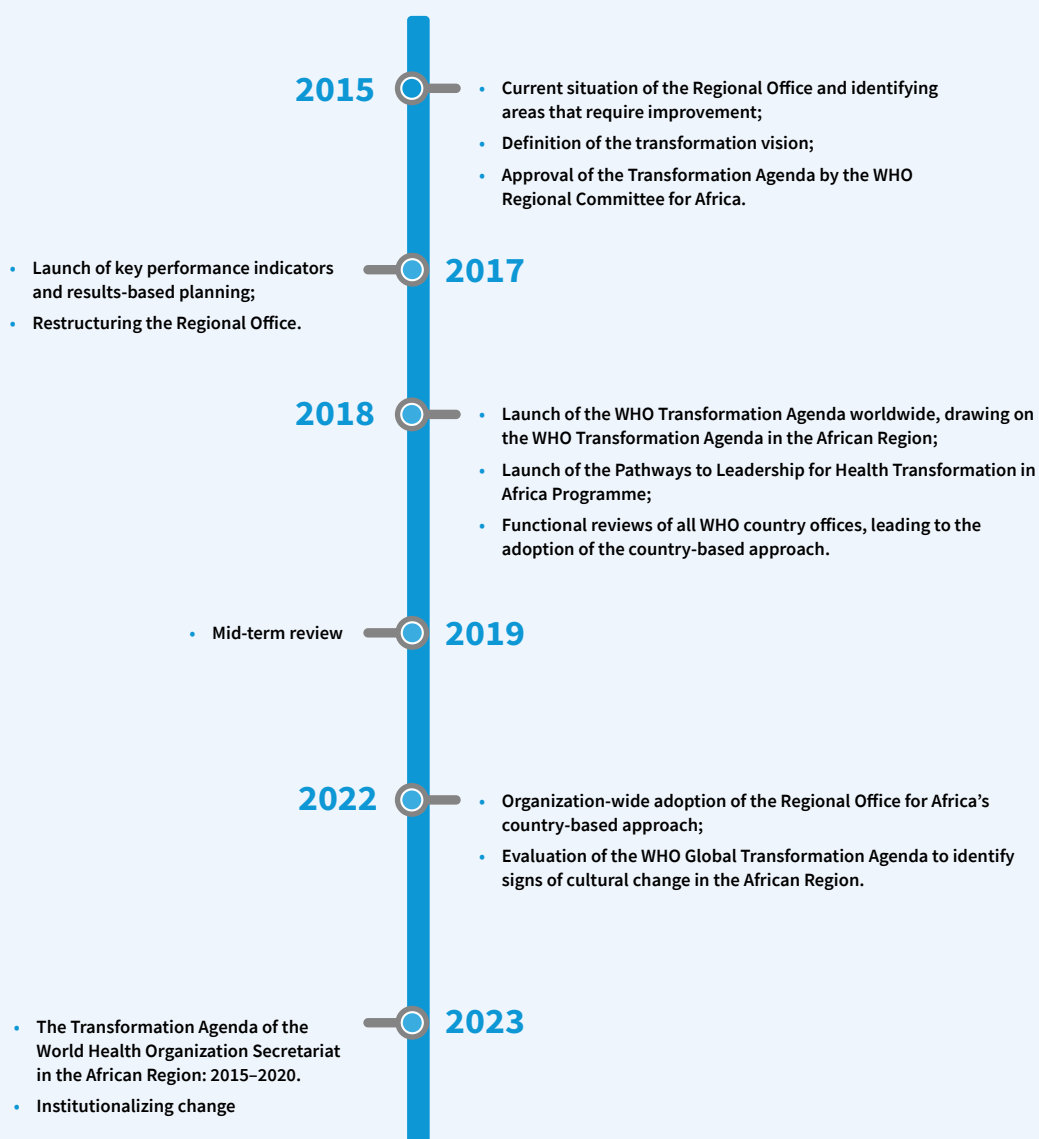 2015
• Current situation of the Regional Office and identifying
areas that require improvement;
• Definition of the transformation vision;
• Approval of the Transformation Agenda by the WHO
Regional Committee for Africa.
2017
• Launch of key performance indicators
and results-based planning;
• Restructuring the Regional Office.
2018
• Launch of the WHO Transformation Agenda worldwide, drawing on
the WHO Transformation Agenda in the African Region;
• Launch of the Pathways to Leadership for Health Transformation in
Africa Programme;
• Functional reviews of all WHO country offices, leading to the
adoption of the country-based approach.
2019
• Mid-term review
2022
• Organization-wide adoption of the Regional Office for Africa’s
country-based approach;
• Evaluation of the WHO Global Transformation Agenda to identify
signs of cultural change in the African Region.
2023
• The Transformation Agenda of the
World Health Organization Secretariat
in the African Region: 2015–2020.
• Institutionalizing change